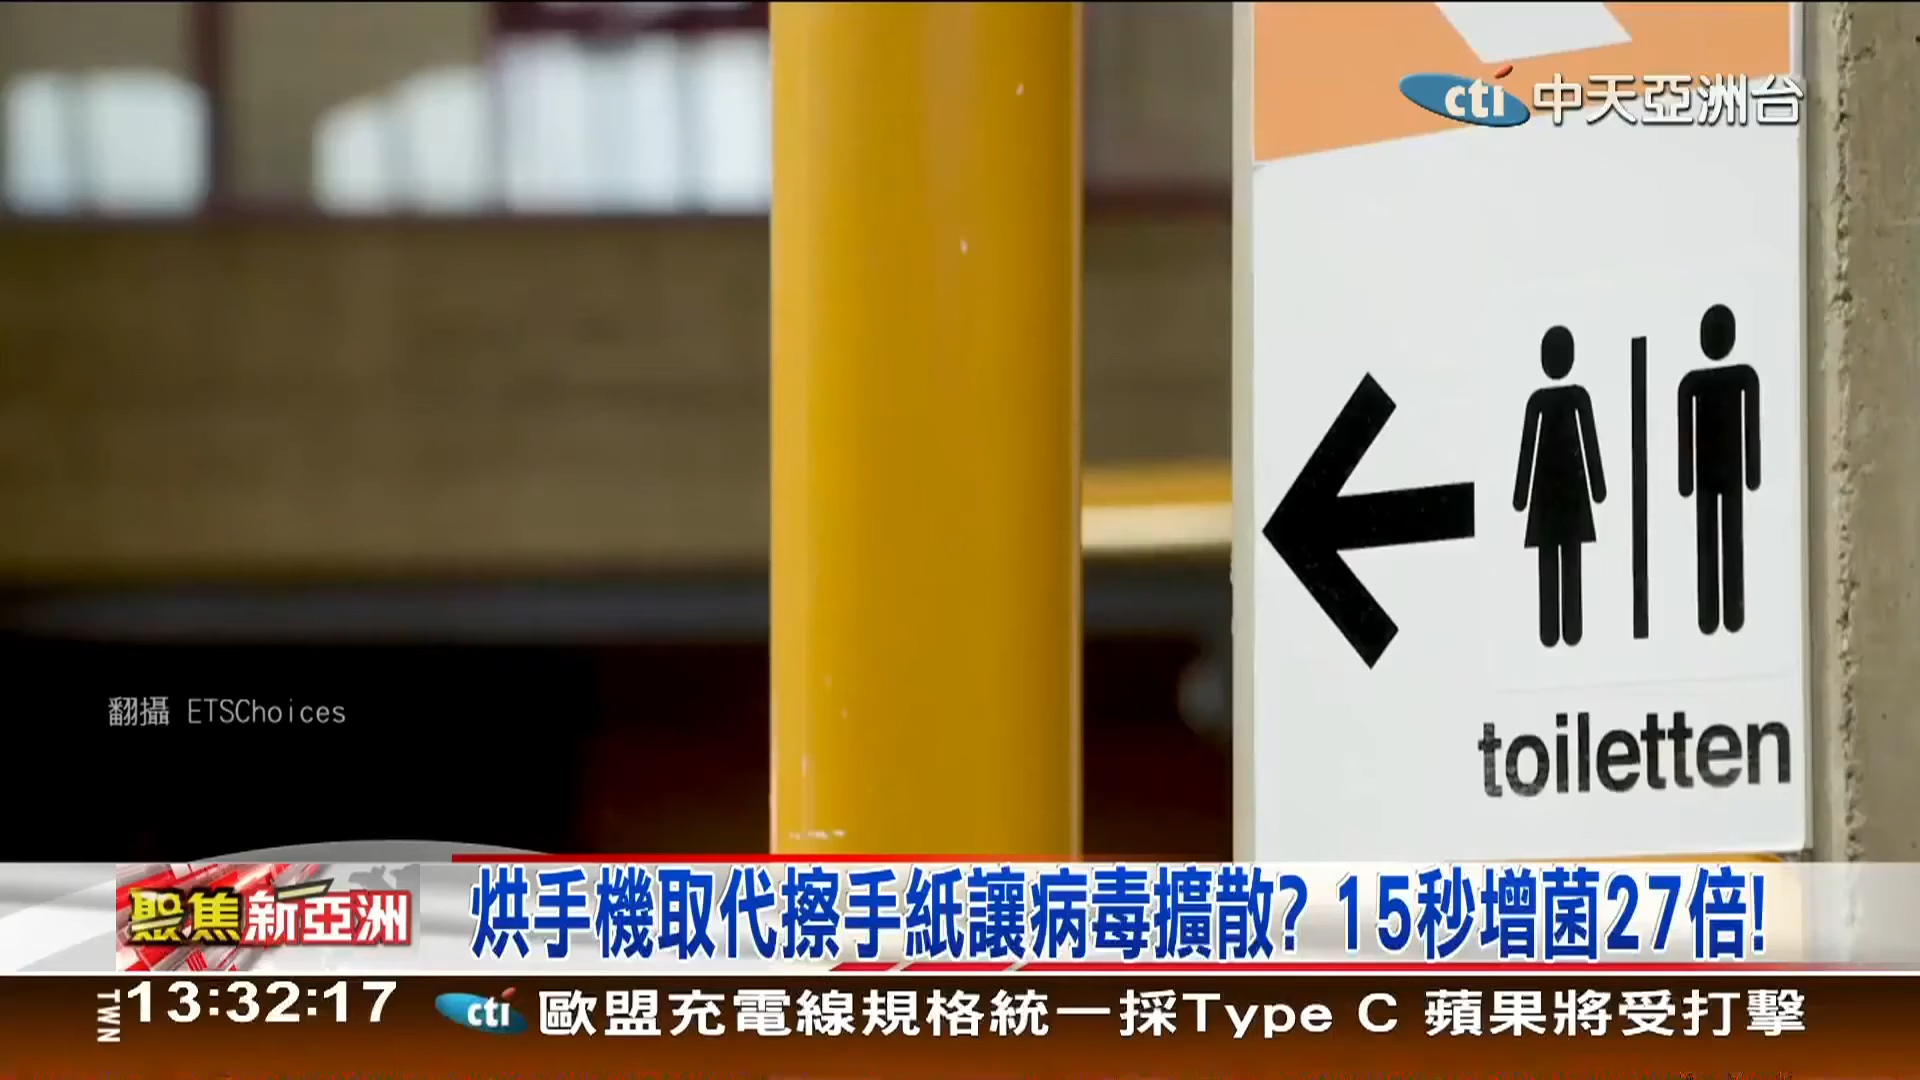 cti 中天亞洲台
toiletten
翻攝 ETSChoices
聚焦新亞洲
烘手機取代擦手紙讓病毒擴散? 15秒增菌27倍!
TWN 13:32:17
cti 歐盟充電線規格統一採Type C 蘋果將受打擊